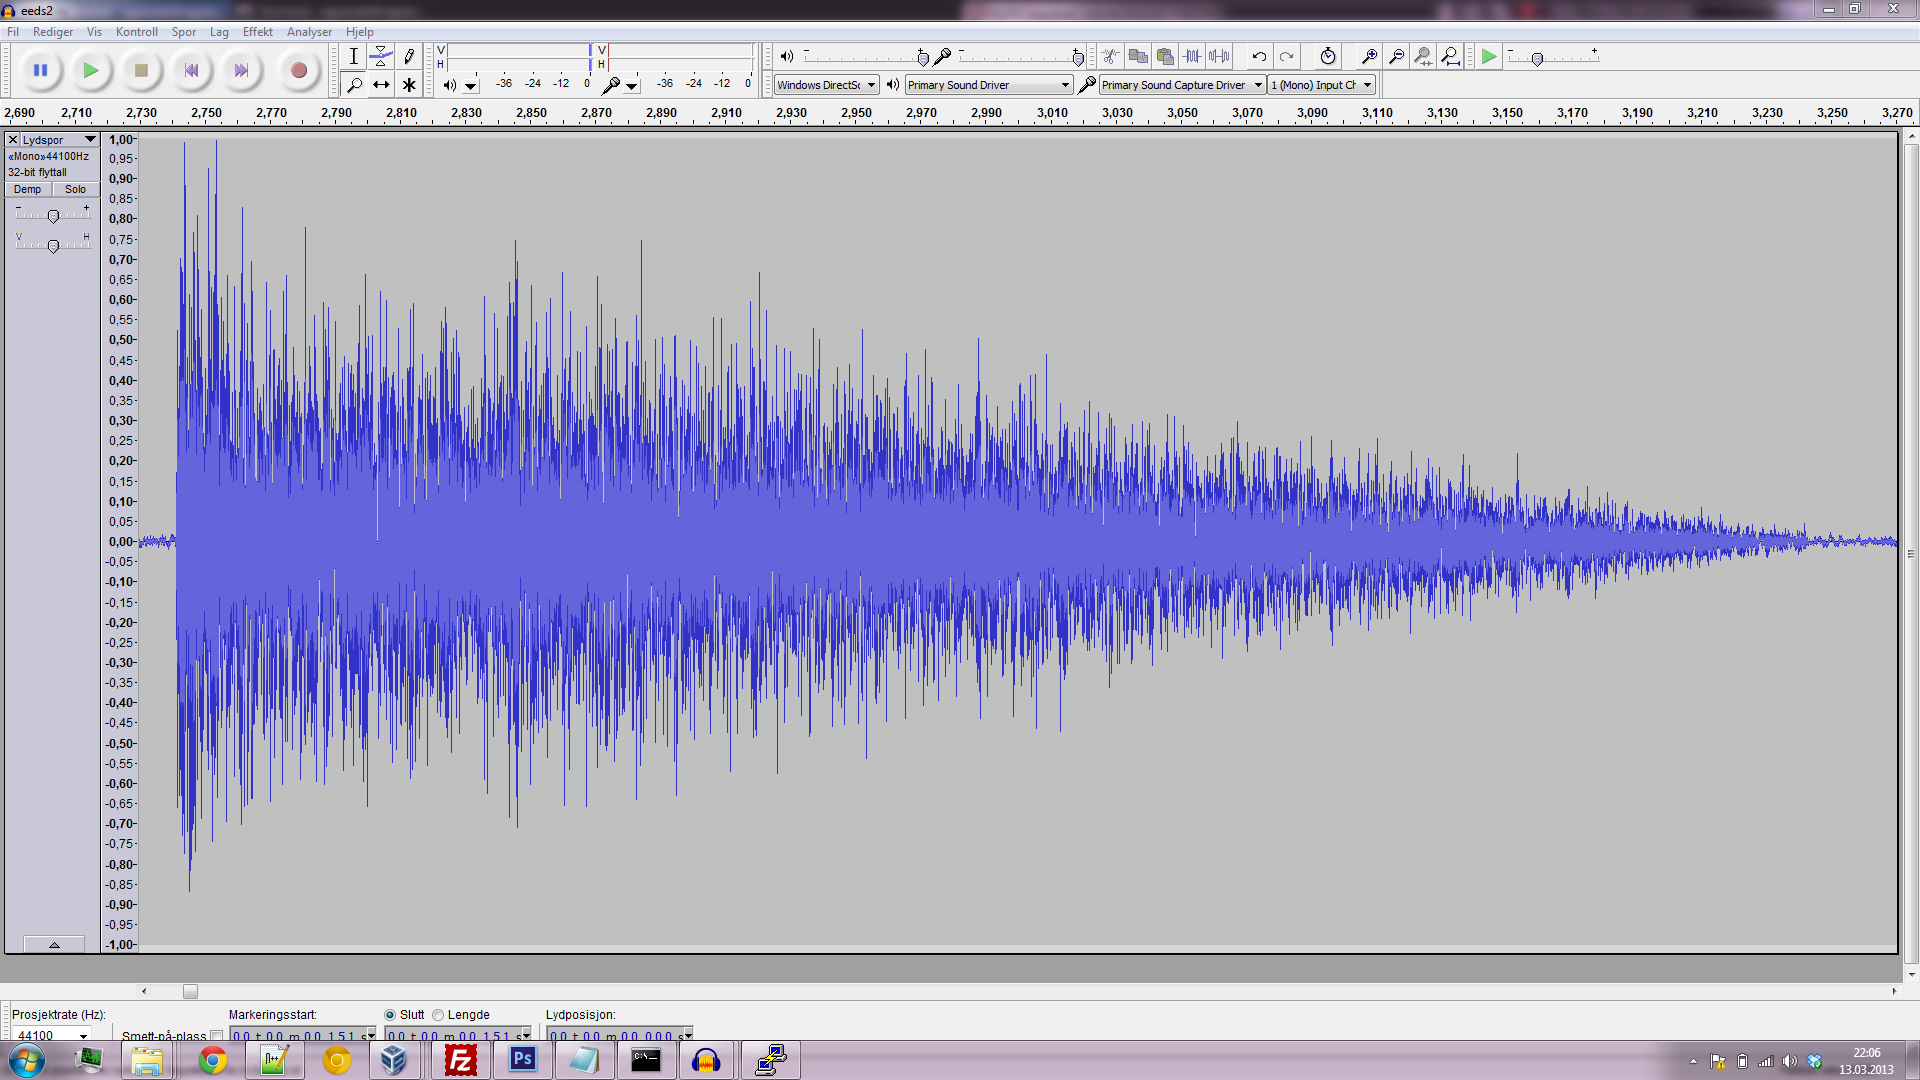 eeds2
Fil Rediger Vis Kontroll Spor Lag Effekt Analyser Hjelp
V V
H H
-36 -24 -12 0 -36 -24 -12 0
Windows DirectSo Primary Sound Driver Primary Sound Capture Driver 1 (Mono) Input Ch
2,690 2,710 2,730 2,750 2,770 2,790 2,810 2,830 2,850 2,870 2,890 2,910 2,930 2,950 2,970 2,990 3,010 3,030 3,050 3,070 3,090 3,110 3,130 3,150 3,170 3,190 3,210 3,230 3,250 3,270
Lydspor
«Mono»44100Hz
32-bit flyttall
Demp Solo
- +
V H
1,00
0,95
0,90
0,85
0,80
0,75
0,70
0,65
0,60
0,55
0,50
0,45
0,40
0,35
0,30
0,25
0,20
0,15
0,10
0,05
0,00
-0,05
-0,10
-0,15
-0,20
-0,25
-0,30
-0,35
-0,40
-0,45
-0,50
-0,55
-0,60
-0,65
-0,70
-0,75
-0,80
-0,85
-0,90
-0,95
-1,00
Prosjektrate (Hz): Markeringsstart: Slutt Lengde Lydposisjon:
44100 Smett-på-plass 00 t 00 m 00,151 s 00 t 00 m 00,151 s 00 t 00 m 00,000 s
Fz Ps C:\
22:06
13.03.2013